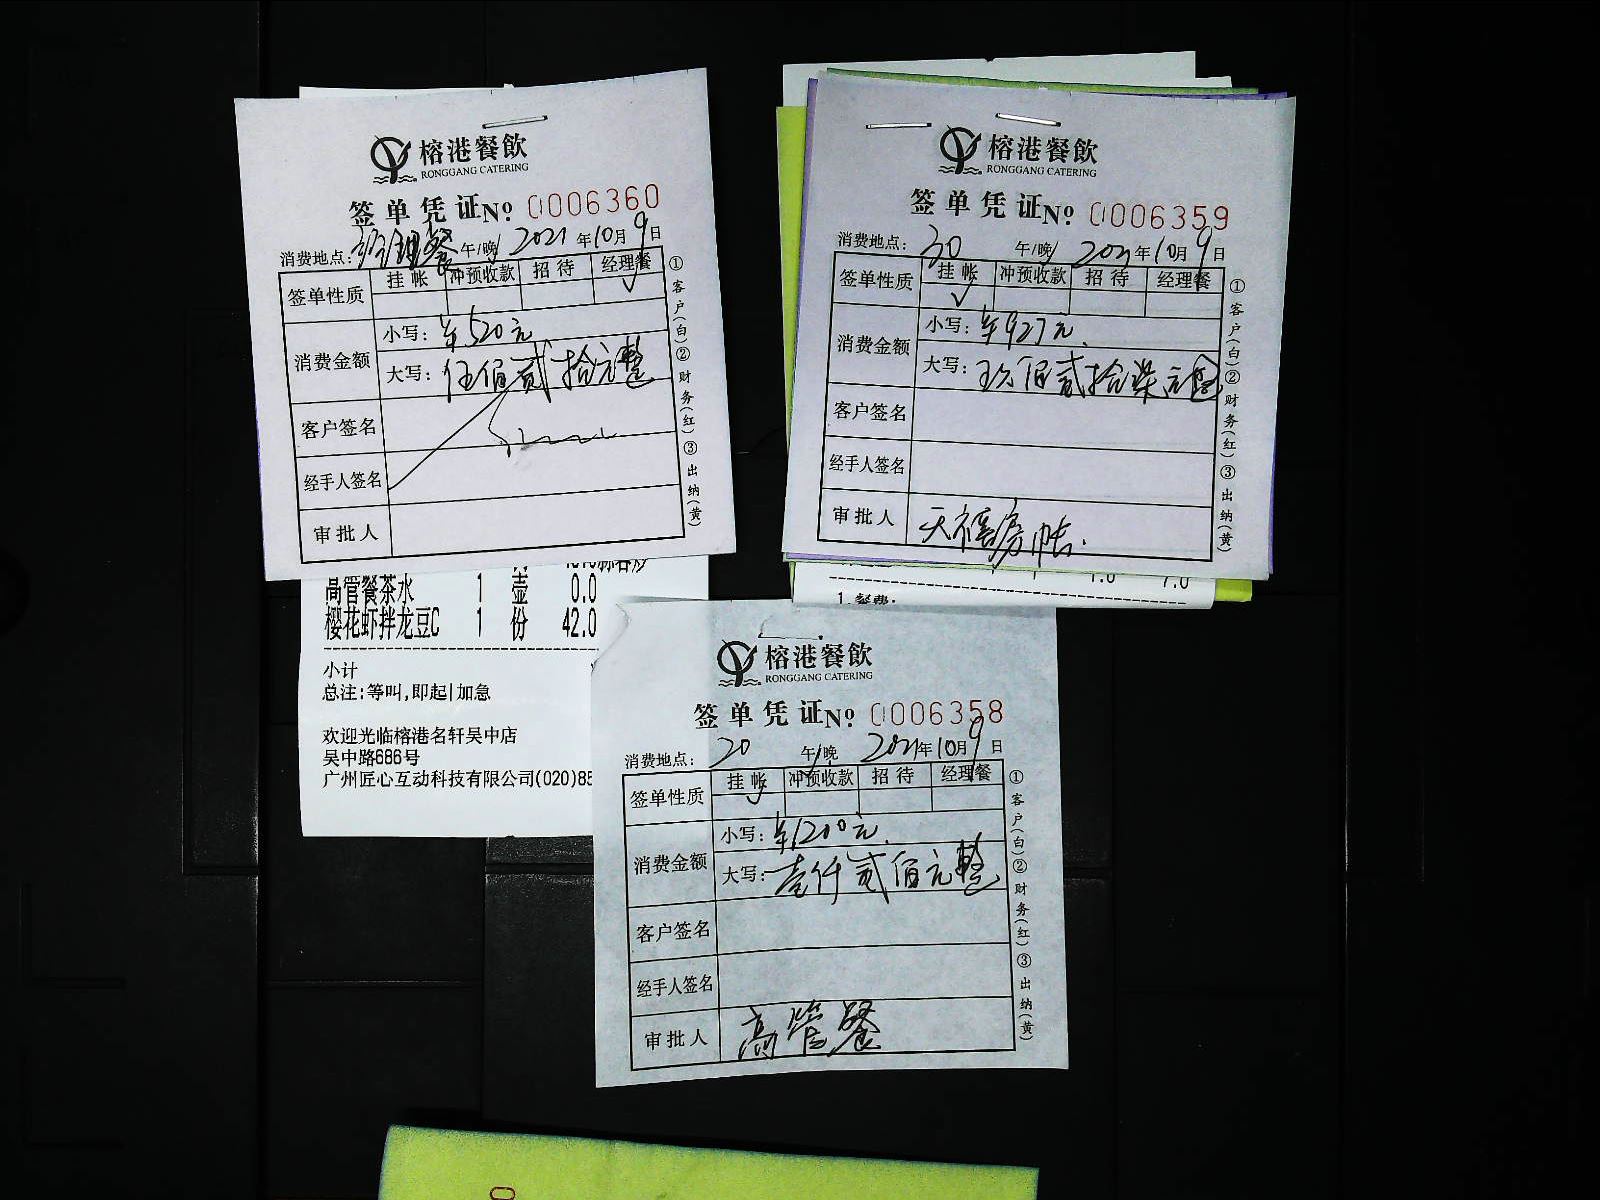 榕港餐飲
RONGGANG CATERING
签单凭证№ 0006360
消费地点: 经理餐 午/晚 2021年10月9日
签单性质 挂帐 冲预收款 招待 经理餐
消费金额 小写: ¥520元
大写: 伍佰贰拾元整
客户签名
经手人签名
审批人
①客户(白)②财务(红)③出纳(黄)
高管餐茶水 1 壶 0.0
樱花虾拌龙豆C 1 份 42.0
小计
总注:等叫,即起|加急
欢迎光临榕港名轩吴中店
吴中路686号
广州匠心互动科技有限公司(020)8
榕港餐飲
RONGGANG CATERING
签单凭证№ 0006359
消费地点: 30 午/晚 2021年10月9日
签单性质 挂帐 冲预收款 招待 经理餐
消费金额 小写: ¥927元
大写: 玖佰贰拾柒元整
客户签名
经手人签名
审批人 天禧房帐.
①客户(白)②财务(红)③出纳(黄)
1.0 7.0
1.餐费:
榕港餐飲
RONGGANG CATERING
签单凭证№ 0006358
消费地点: 20 午/晚 2021年10月9日
签单性质 挂帐 冲预收款 招待 经理餐
消费金额 小写: ¥1200元
大写: 壹仟贰佰元整
客户签名
经手人签名
审批人 高管餐
①客户(白)②财务(红)③出纳(黄)